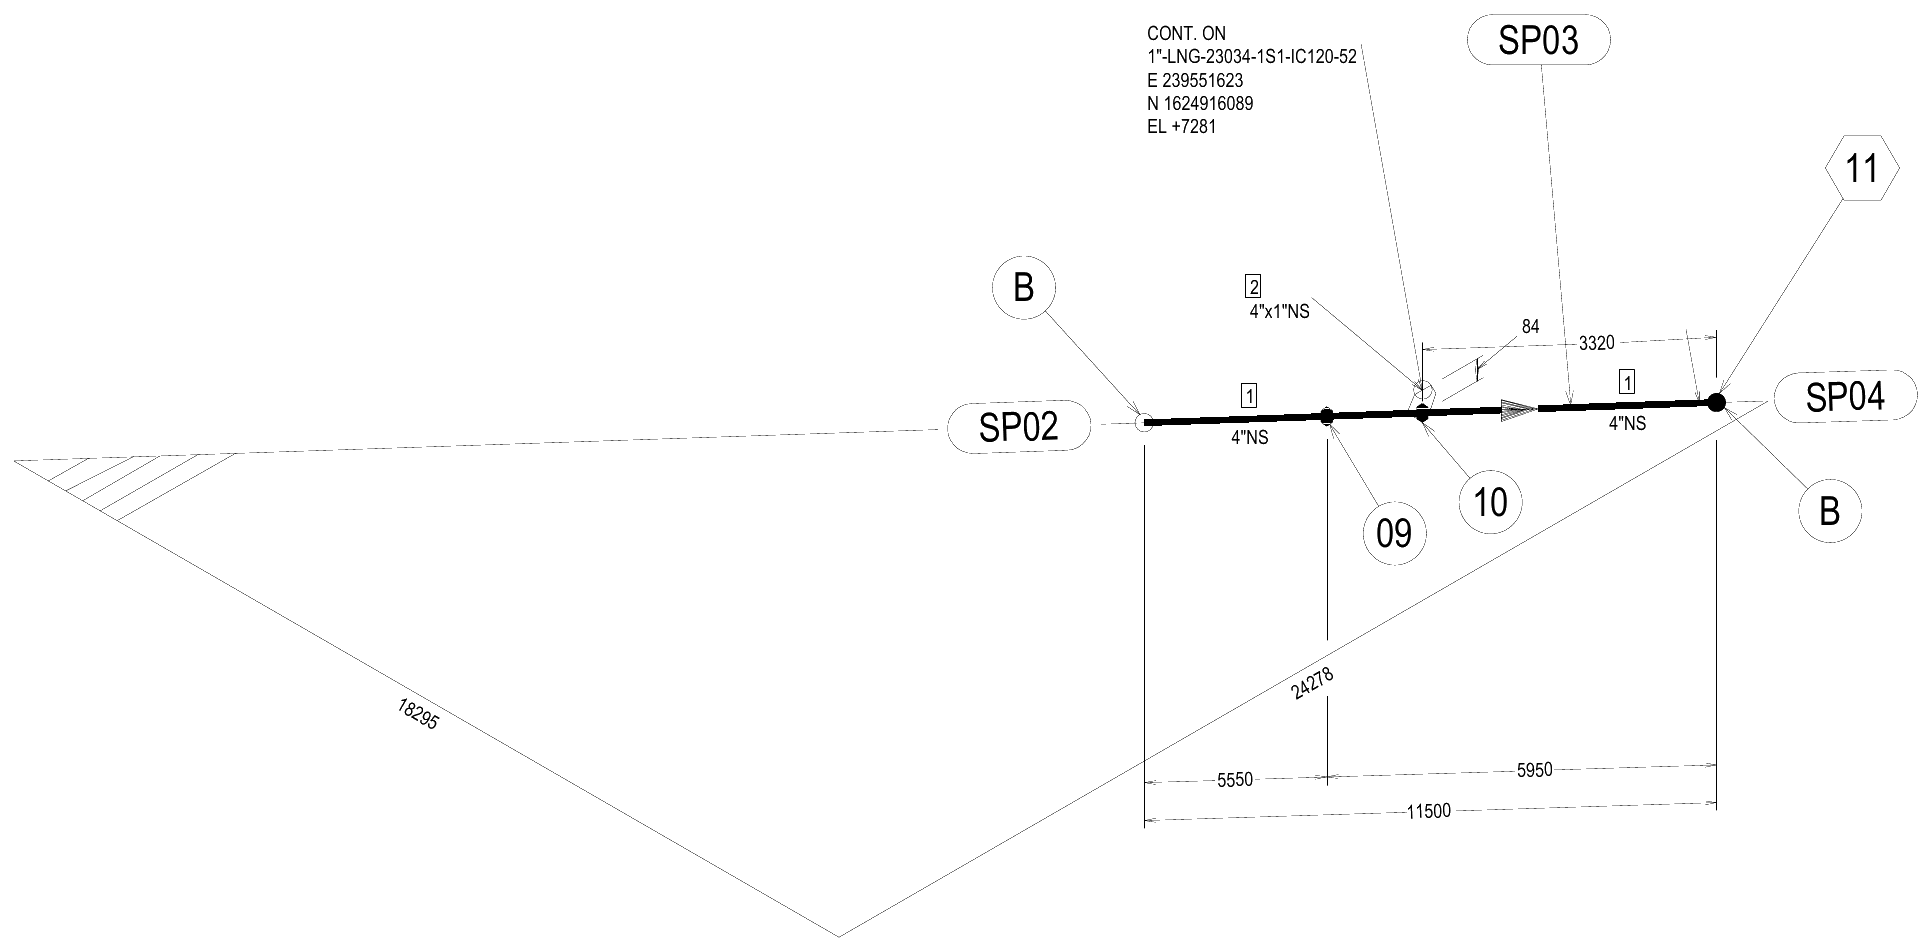 CONT. ON
1"-LNG-23034-1S1-IC120-52
E 239551623
N 1624916089
EL +7281
SP03
11
B
2
4"x1"NS
84
3320
1
1
SP04
SP02
4"NS
4"NS
10
B
09
24278
18295
5550
5950
11500